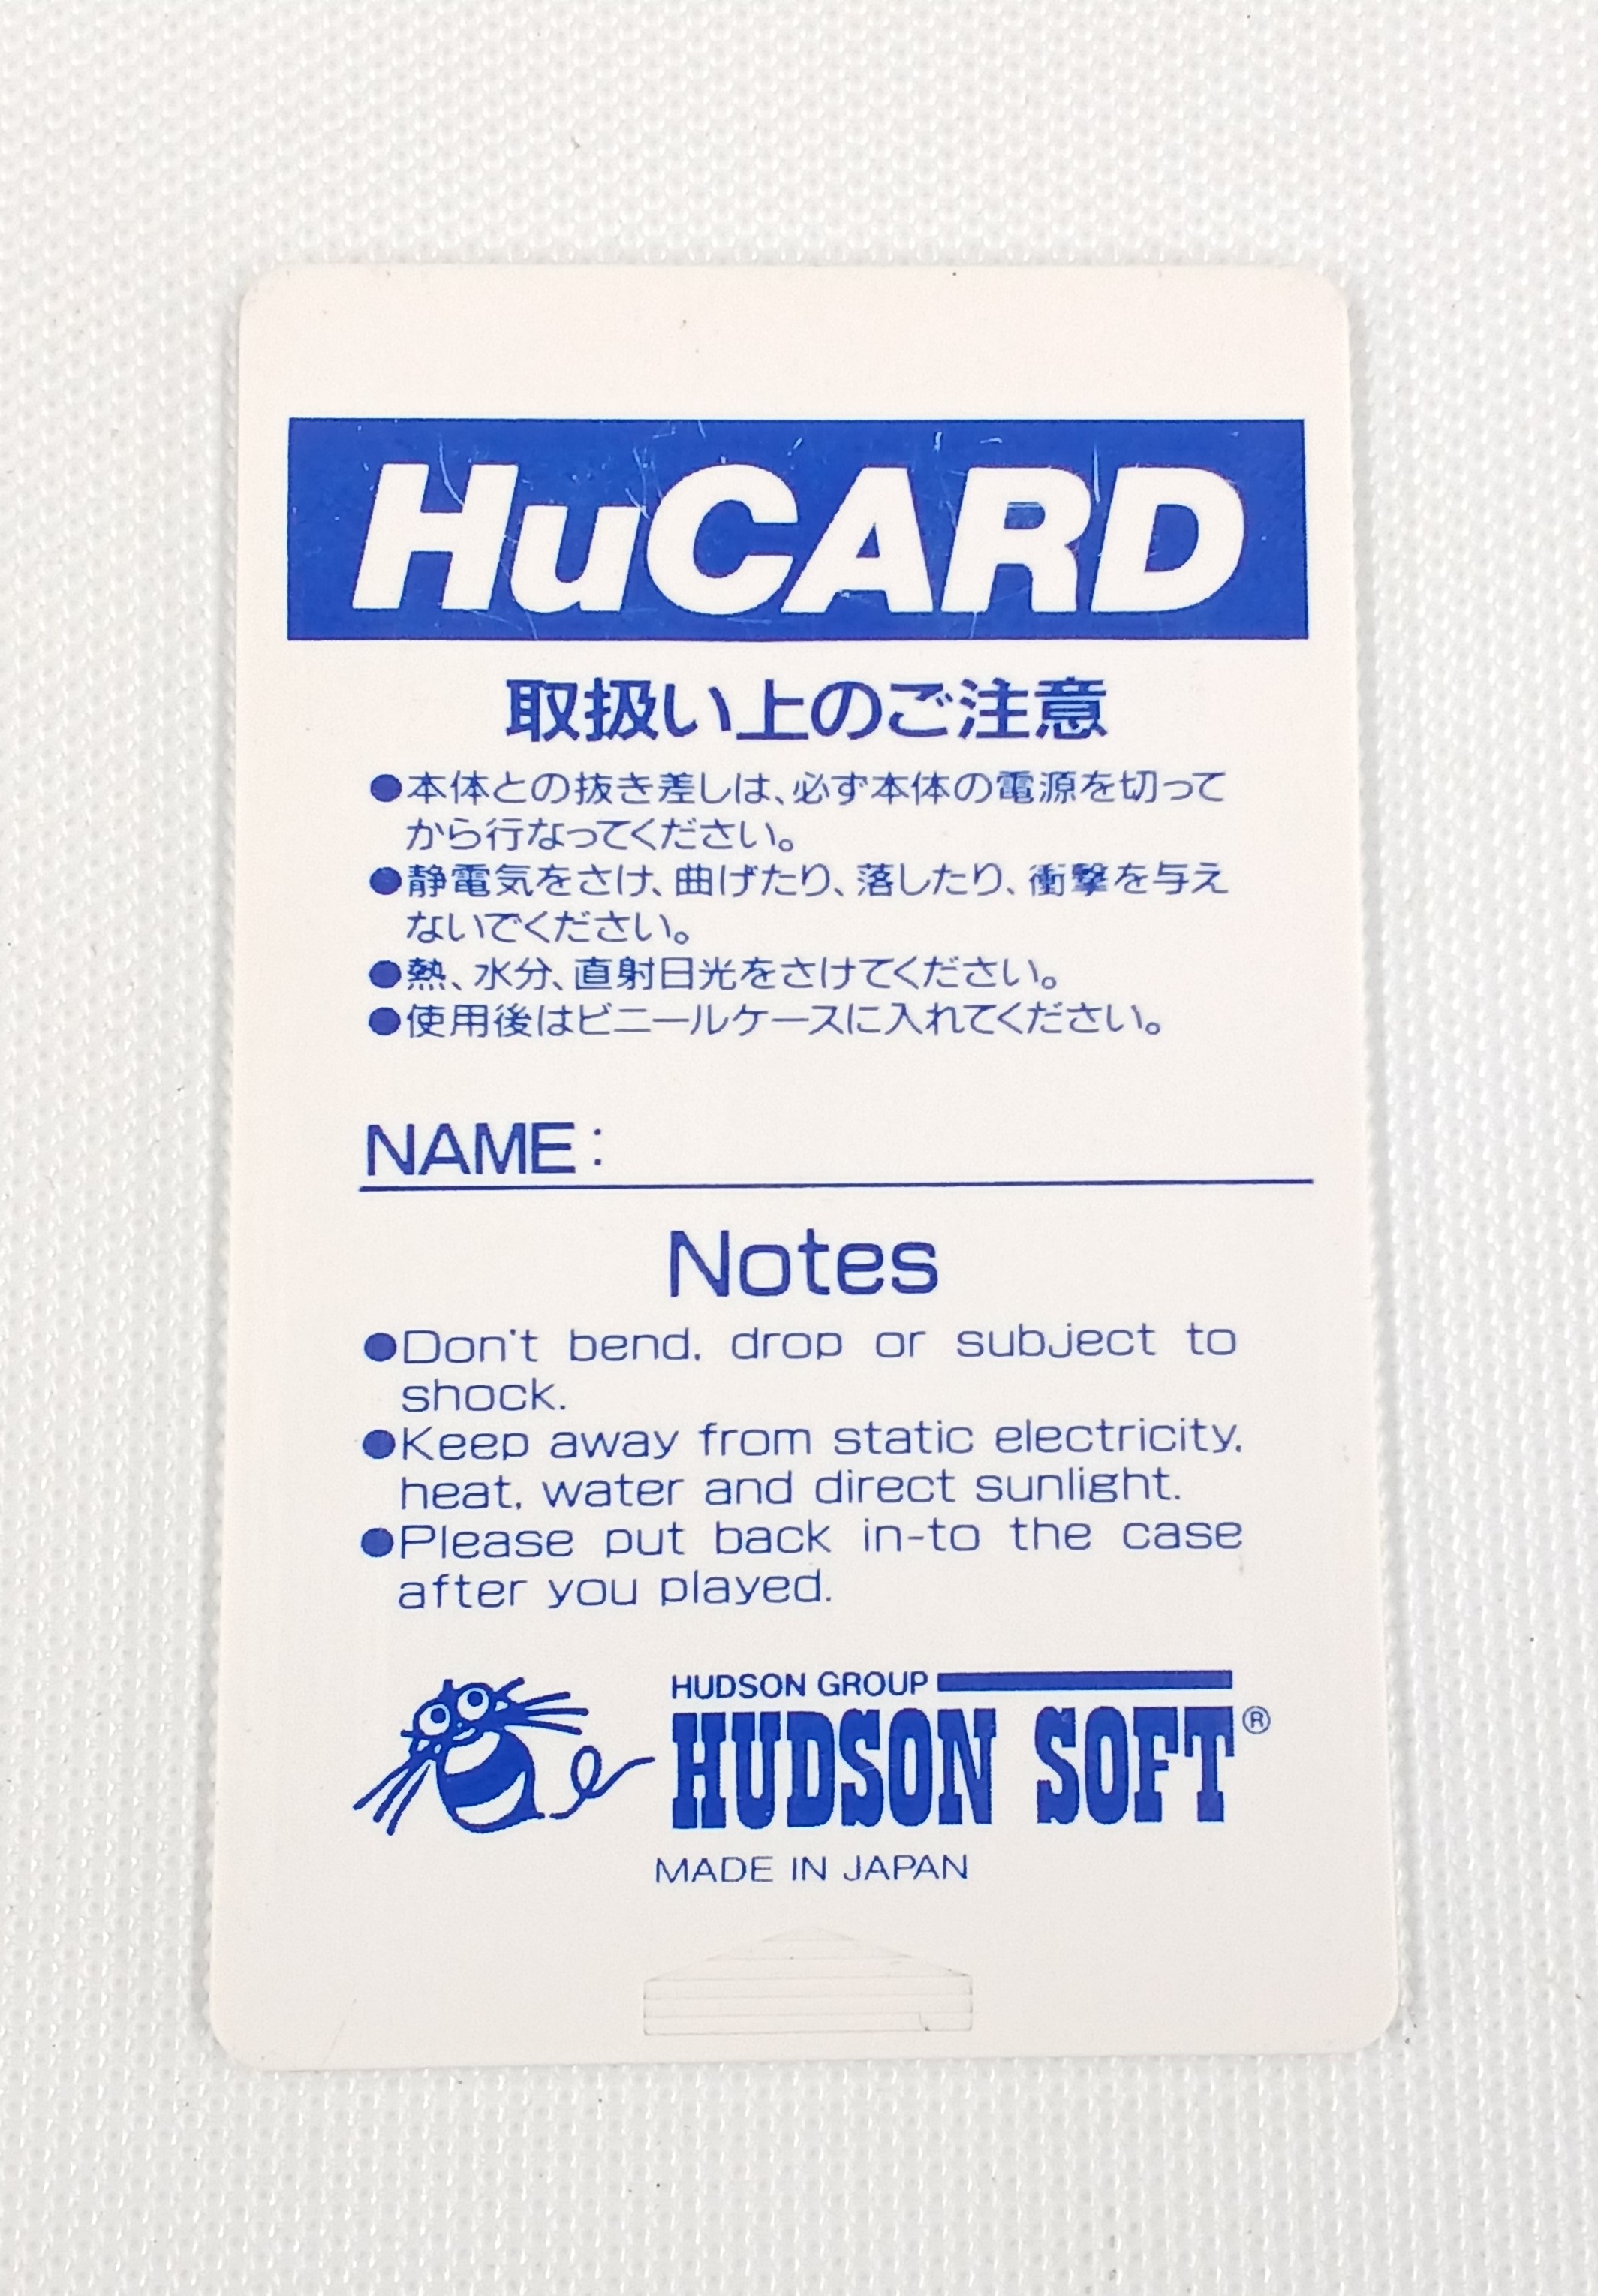 HuCARD
取扱い上のご注意
●本体との抜き差しは、必ず本体の電源を切って
から行なってください。
●静電気をさけ、曲げたり、落したり、衝撃を与え
ないでください。
●熱、水分、直射日光をさけてください。
●使用後はビニールケースに入れてください。
NAME:
Notes
●Don't bend, drop or subject to
shock.
●Keep away from static electricity,
heat, water and direct sunlight.
●Please put back in-to the case
after you played.
HUDSON GROUP
HUDSON SOFT®
MADE IN JAPAN